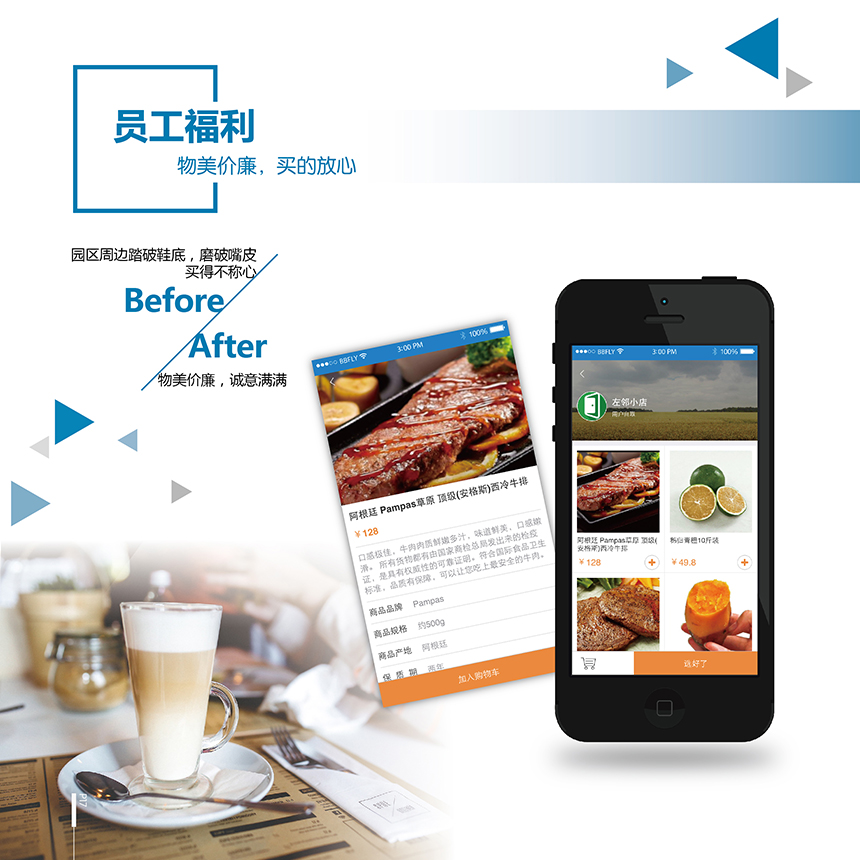 员工福利
物美价廉，买的放心
园区周边踏破鞋底，磨破嘴皮
买得不称心
Before
After
物美价廉，诚意满满
BBFLY
3:00 PM
100%
阿根廷 Pampas草原 顶级(安格斯)西冷牛排
￥128
口感极佳，牛肉肉质鲜嫩多汁，味道鲜美，口感嫩
滑。 所有货物都有由国家商检总局发出来的检疫
证，是具有权威性的可靠证明。符合国际食品卫生
标准，品质有保障，可以让您吃上最安全的牛肉。
商品品牌 Pampas
商品规格 约500g
商品产地 阿根廷
保 质 期 两年
加入购物车
BBFLY
3:00 PM
100%
左邻小店
阿根廷 Pampas草原 顶级(
安格斯)西冷牛排
￥128
秭归青橙10斤装
￥49.8
选好了
P17